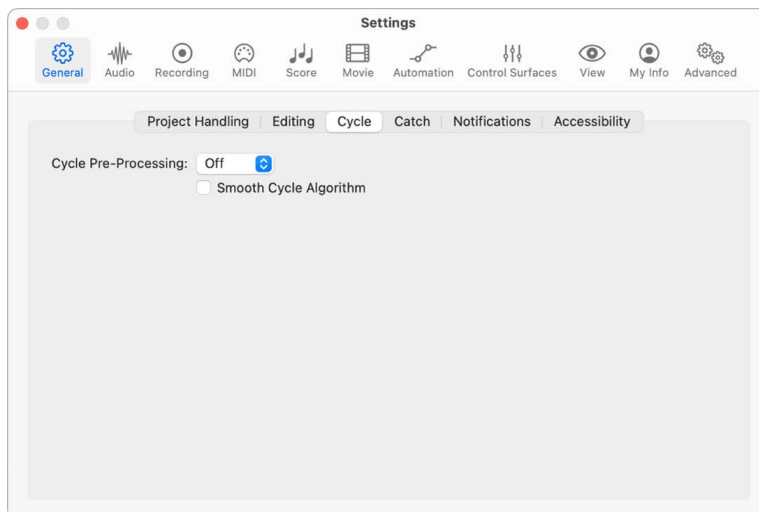 Settings
General Audio Recording MIDI Score Movie Automation Control Surfaces View My Info Advanced
Project Handling Editing Cycle Catch Notifications Accessibility
Cycle Pre-Processing: Off
Smooth Cycle Algorithm